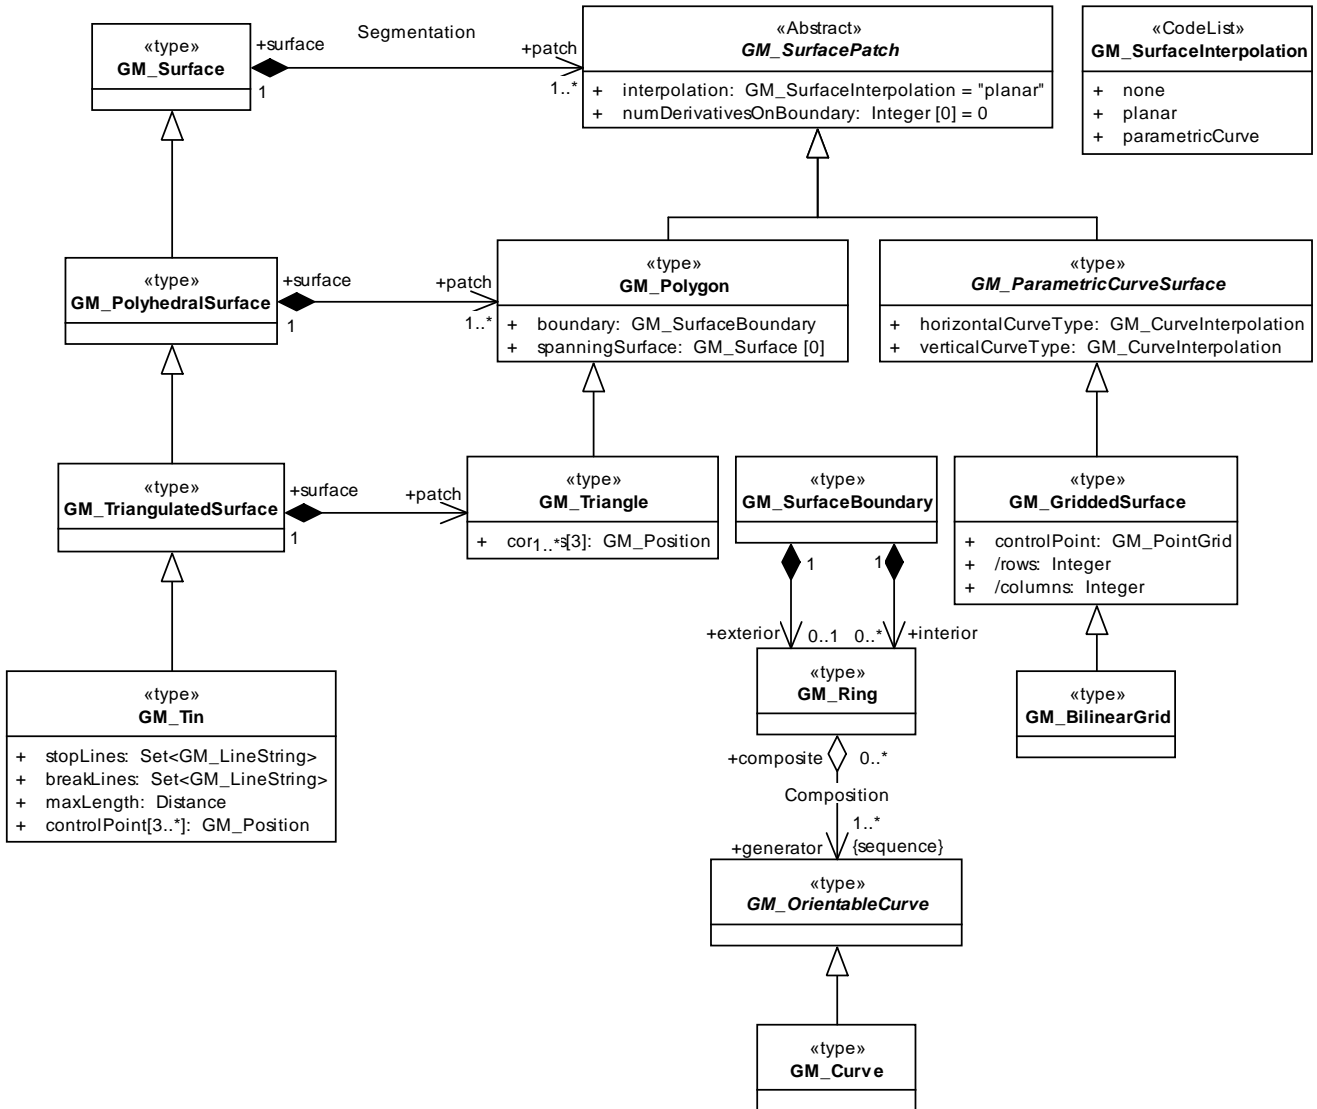 «type»
GM_Surface
+surface
1
Segmentation
+patch
1..*
«Abstract»
GM_SurfacePatch
+ interpolation: GM_SurfaceInterpolation = "planar"
+ numDerivativesOnBoundary: Integer [0] = 0
«CodeList»
GM_SurfaceInterpolation
+ none
+ planar
+ parametricCurve
«type»
GM_PolyhedralSurface
+surface
1
+patch
1..*
«type»
GM_Polygon
+ boundary: GM_SurfaceBoundary
+ spanningSurface: GM_Surface [0]
«type»
GM_ParametricCurveSurface
+ horizontalCurveType: GM_CurveInterpolation
+ verticalCurveType: GM_CurveInterpolation
«type»
GM_TriangulatedSurface
+surface
1
+patch
1..*
«type»
GM_Triangle
+ [3]: GM_Position
«type»
GM_SurfaceBoundary
1
1
+exterior
0..1
0..*
+interior
«type»
GM_GriddedSurface
+ controlPoint: GM_PointGrid
+ /rows: Integer
+ /columns: Integer
«type»
GM_Tin
+ stopLines: Set<GM_LineString>
+ breakLines: Set<GM_LineString>
+ maxLength: Distance
+ controlPoint[3..*]: GM_Position
«type»
GM_Ring
«type»
GM_BilinearGrid
+composite
0..*
Composition
1..*
+generator
{sequence}
«type»
GM_OrientableCurve
«type»
GM_Curve